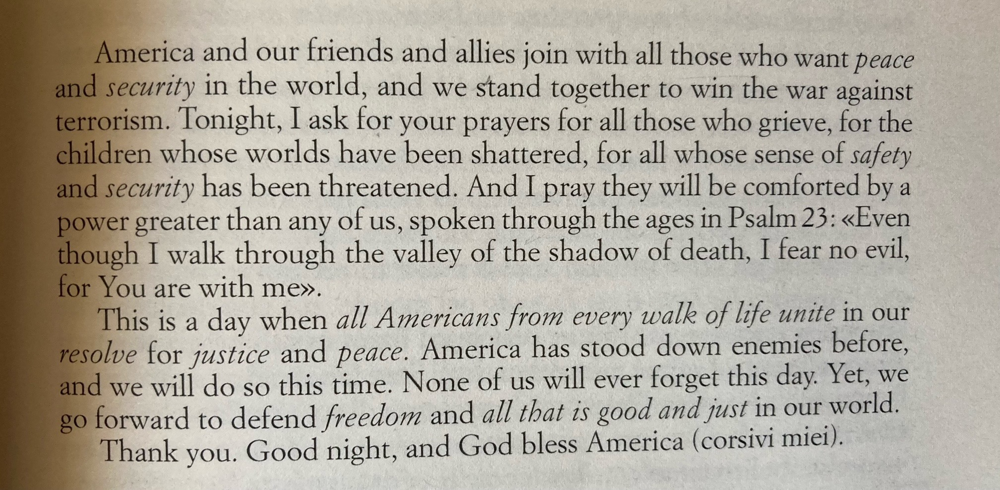 America and our friends and allies join with all those who want peace
and security in the world, and we stand together to win the war against
terrorism. Tonight, I ask for your prayers for all those who grieve, for the
children whose worlds have been shattered, for all whose sense of safety
and security has been threatened. And I pray they will be comforted by a
power greater than any of us, spoken through the ages in Psalm 23: «Even
though I walk through the valley of the shadow of death, I fear no evil,
for You are with me».
This is a day when all Americans from every walk of life unite in our
resolve for justice and peace. America has stood down enemies before,
and we will do so this time. None of us will ever forget this day. Yet, we
go forward to defend freedom and all that is good and just in our world.
Thank you. Good night, and God bless America (corsivi miei).